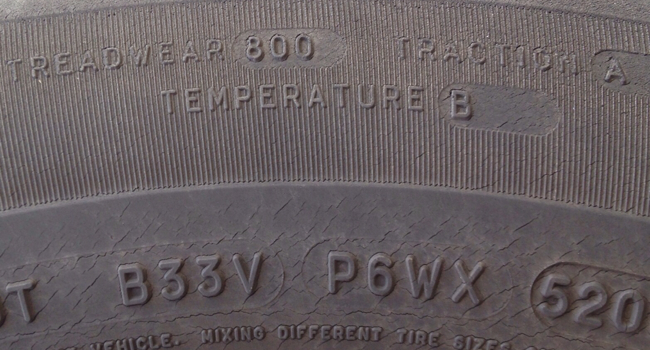 TREADWEAR 800 TRACTION A
TEMPERATURE B
B33V P6WX 520
VEHICLE. MIXING DIFFERENT TIRE SIZES